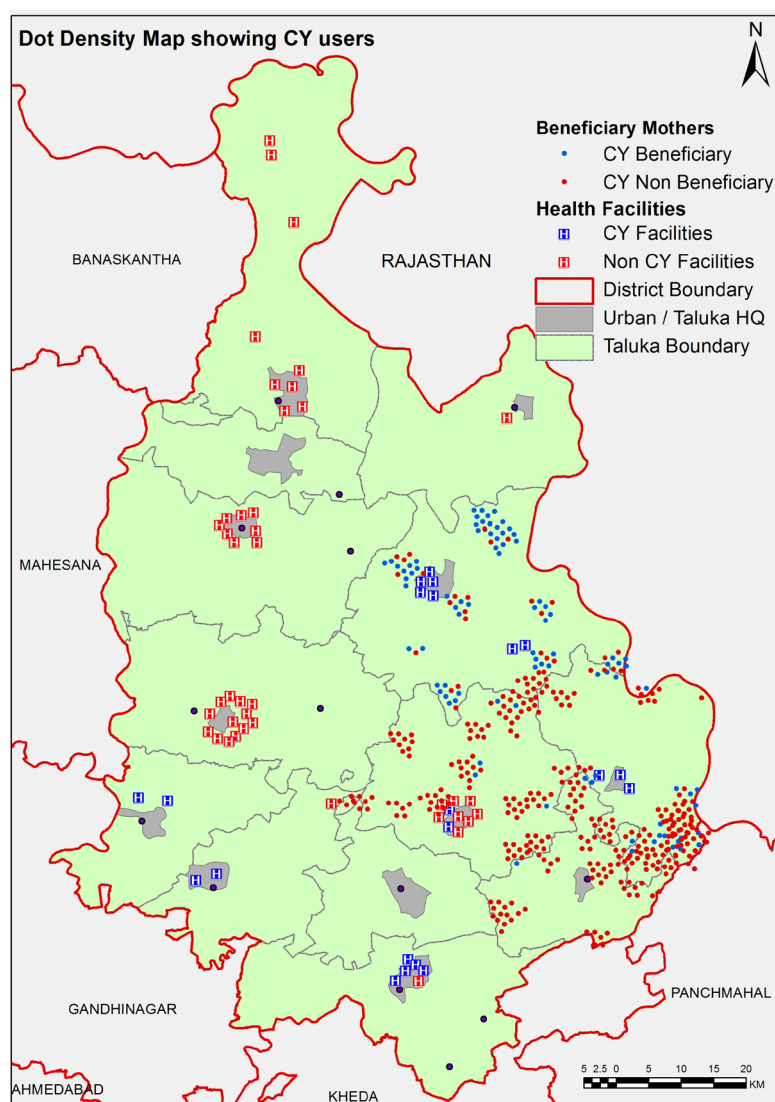 Dot Density Map showing CY users
N
Beneficiary Mothers
CY Beneficiary
CY Non Beneficiary
Health Facilities
H CY Facilities
H Non CY Facilities
District Boundary
Urban / Taluka HQ
Taluka Boundary
BANASKANTHA
RAJASTHAN
MAHESANA
GANDHINAGAR
PANCHMAHAL
AHMEDABAD
KHEDA
5 2.5 0 5 10 15 20
KM